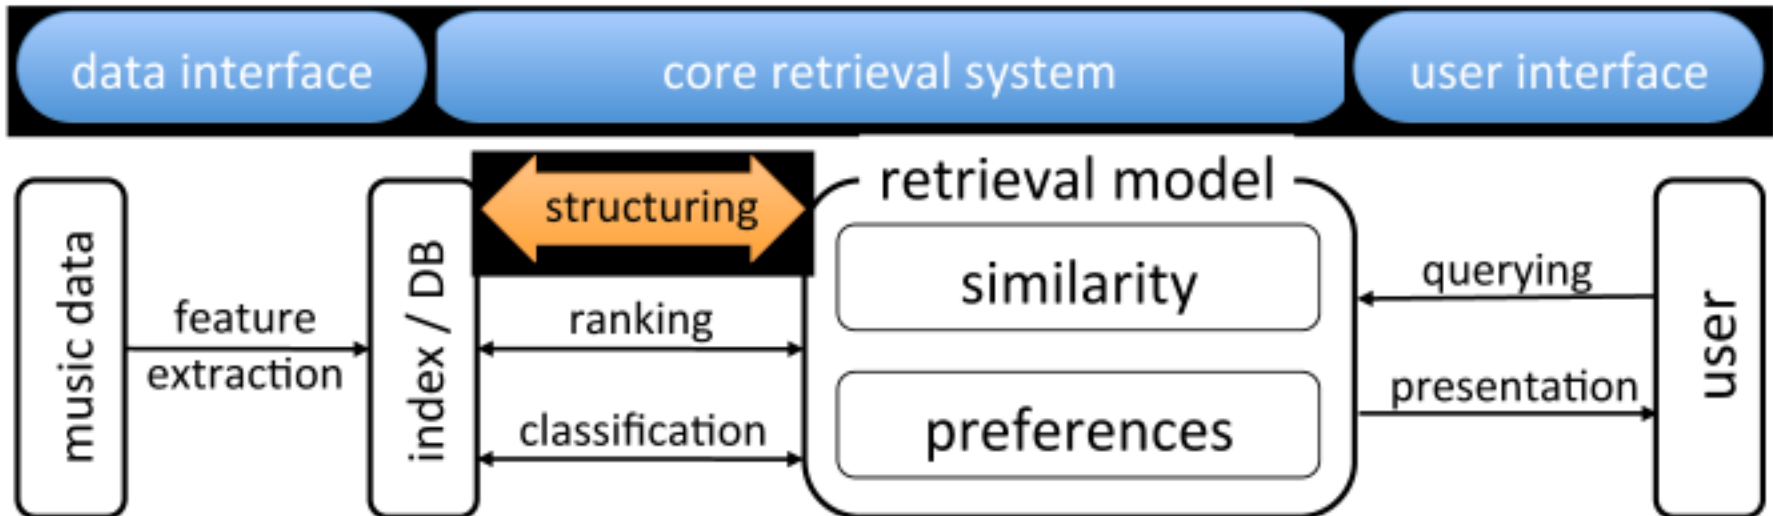 data interface
core retrieval system
user interface
music data
feature
extraction
index / DB
structuring
ranking
classification
retrieval model
similarity
preferences
querying
presentation
user